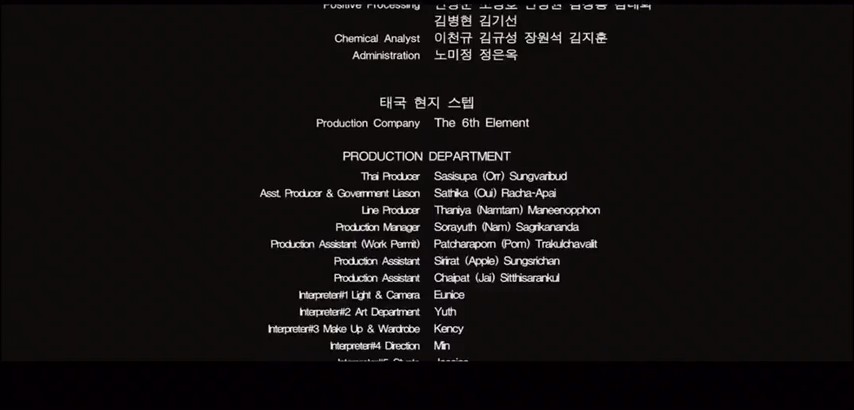 Positive Processing
김병현 김기선
Chemical Analyst 이천규 김규성 장원석 김지훈
Administration 노미정 정은옥
태국 현지 스텝
Production Company The 6th Element
PRODUCTION DEPARTMENT
Thai Producer Sasisupa (Orr) Sungvaribud
Asst. Producer & Government Liason Sathika (Oui) Racha-Apai
Line Producer Thaniya (Namtarn) Maneenopphon
Production Manager Sorayuth (Nam) Sagrikananda
Production Assistant (Work Permit) Patcharaporn (Porn) Trakulchavalit
Production Assistant Sirirat (Apple) Sungsrichan
Production Assistant Chaipat (Jai) Sitthisarankul
Interpreter#1 Light & Camera Eunice
Interpreter#2 Art Department Yuth
Interpreter#3 Make Up & Wardrobe Kency
Interpreter#4 Direction Min